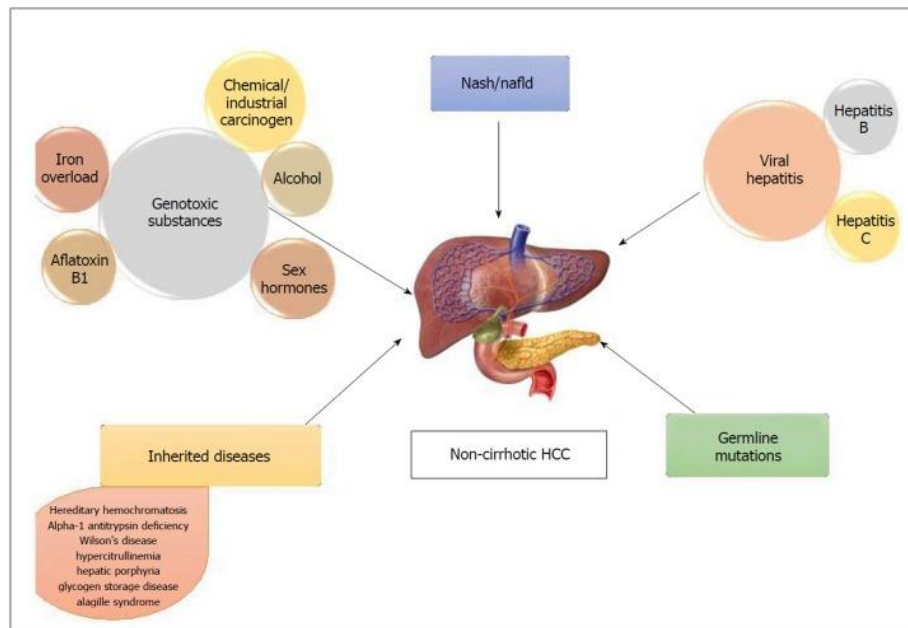 Chemical/
industrial
carcinogen
Iron
overload
Alcohol
Genotoxic
substances
Aflatoxin
B1
Sex
hormones
Nash/nafld
Viral
hepatitis
Hepatitis
B
Hepatitis
C
Inherited diseases
Hereditary hemochromatosis
Alpha-1 antitrypsin deficiency
Wilson's disease
hypercitrullinemia
hepatic porphyria
glycogen storage disease
alagille syndrome
Non-cirrhotic HCC
Germline
mutations